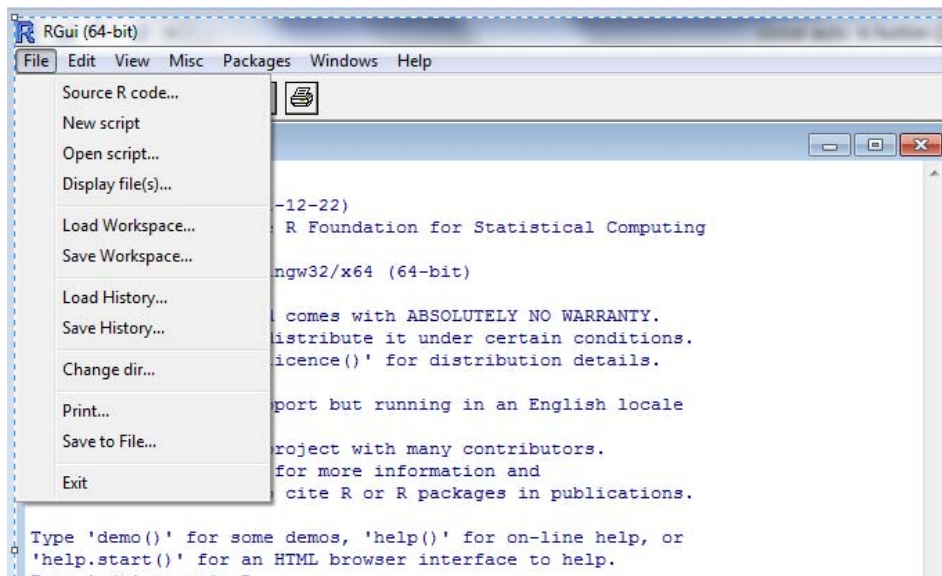 RGui (64-bit)
File Edit View Misc Packages Windows Help
Source R code...
New script
Open script...
Display file(s)...
Load Workspace...
Save Workspace...
Load History...
Save History...
Change dir...
Print...
Save to File...
Exit
-12-22)
R Foundation for Statistical Computing
ngw32/x64 (64-bit)
comes with ABSOLUTELY NO WARRANTY.
distribute it under certain conditions.
icence()' for distribution details.
port but running in an English locale
roject with many contributors.
for more information and
cite R or R packages in publications.
Type 'demo()' for some demos, 'help()' for on-line help, or
'help.start()' for an HTML browser interface to help.